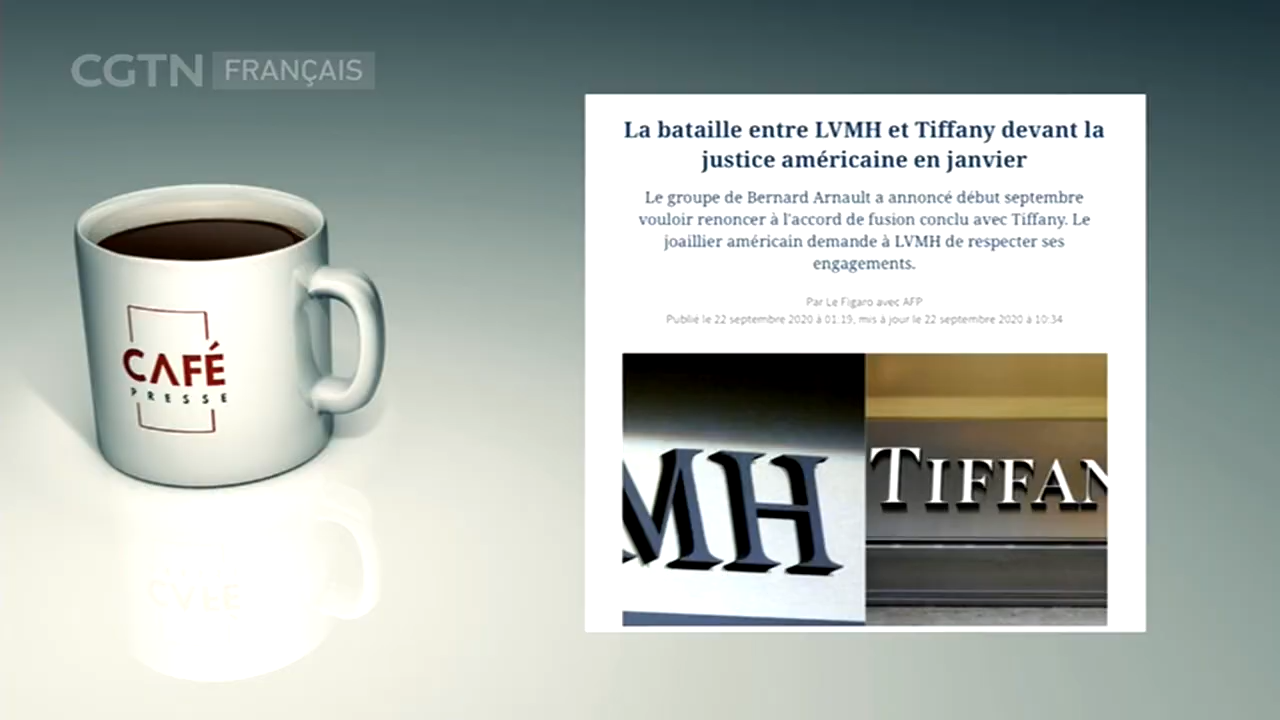 CGTN FRANÇAIS
La bataille entre LVMH et Tiffany devant la
justice américaine en janvier
Le groupe de Bernard Arnault a annoncé début septembre
vouloir renoncer à l'accord de fusion conclu avec Tiffany. Le
joaillier américain demande à LVMH de respecter ses
engagements.
Par Le Figaro avec AFP
Publié le 22 septembre 2020 à 01:19, mis à jour le 22 septembre 2020 à 10:34
CAFÉ
PRESSE
MH
TIFFAN